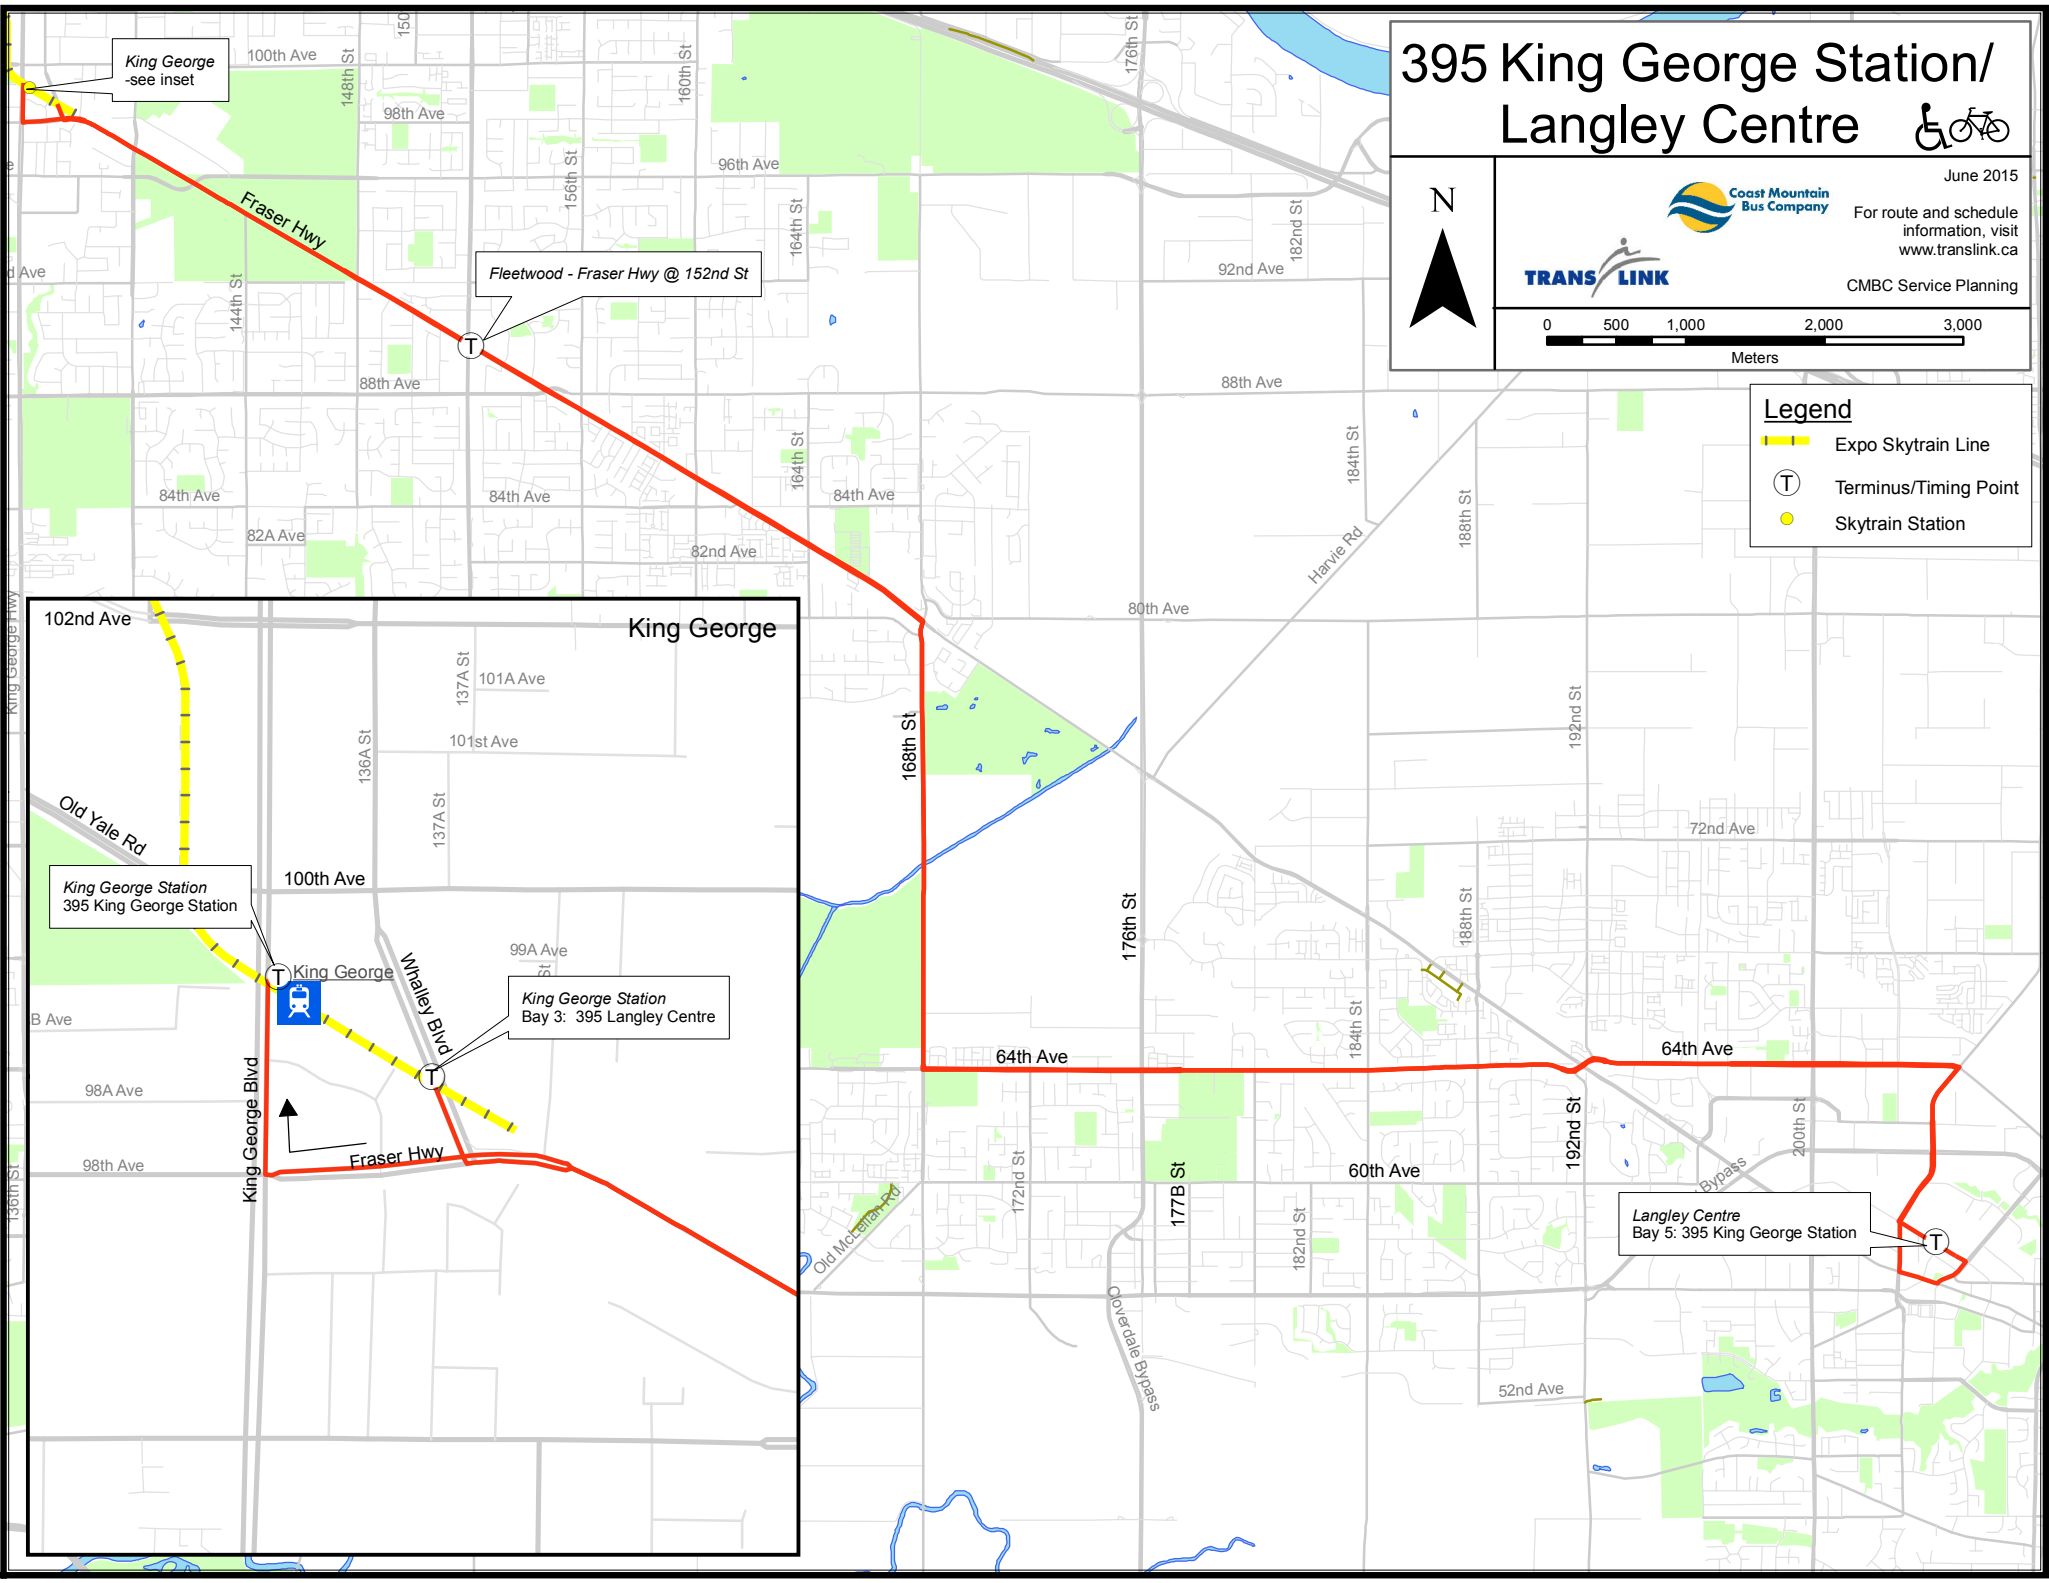 395 King George Station/
Langley Centre
N
June 2015
Coast Mountain
Bus Company
For route and schedule
information, visit
www.translink.ca
TRANS LINK
CMBC Service Planning
0 500 1,000 2,000 3,000
Meters
Legend
Expo Skytrain Line
T Terminus/Timing Point
Skytrain Station
King George
-see inset
100th Ave
148th St
160th St
176th St
98th Ave
96th Ave
156th St
164th St
182nd St
Fraser Hwy
144th St
Fleetwood - Fraser Hwy @ 152nd St
T
92nd Ave
88th Ave
88th Ave
84th Ave
84th Ave
84th Ave
164th St
184th St
188th St
82A Ave
82nd Ave
Harvie Rd
80th Ave
King George Hwy
168th St
192nd St
72nd Ave
176th St
188th St
184th St
64th Ave
64th Ave
192nd St
200th St
60th Ave
172nd St
177B St
182nd St
Bypass
Old McLellan Rd
Cloverdale Bypass
52nd Ave
136th St
Langley Centre
Bay 5: 395 King George Station
T
102nd Ave
King George
137A St
101A Ave
136A St
101st Ave
137A St
Old Yale Rd
King George Station
395 King George Station
100th Ave
99A Ave
St
T
King George
Whalley Blvd
King George Station
Bay 3: 395 Langley Centre
B Ave
T
98A Ave
King George Blvd
Fraser Hwy
98th Ave